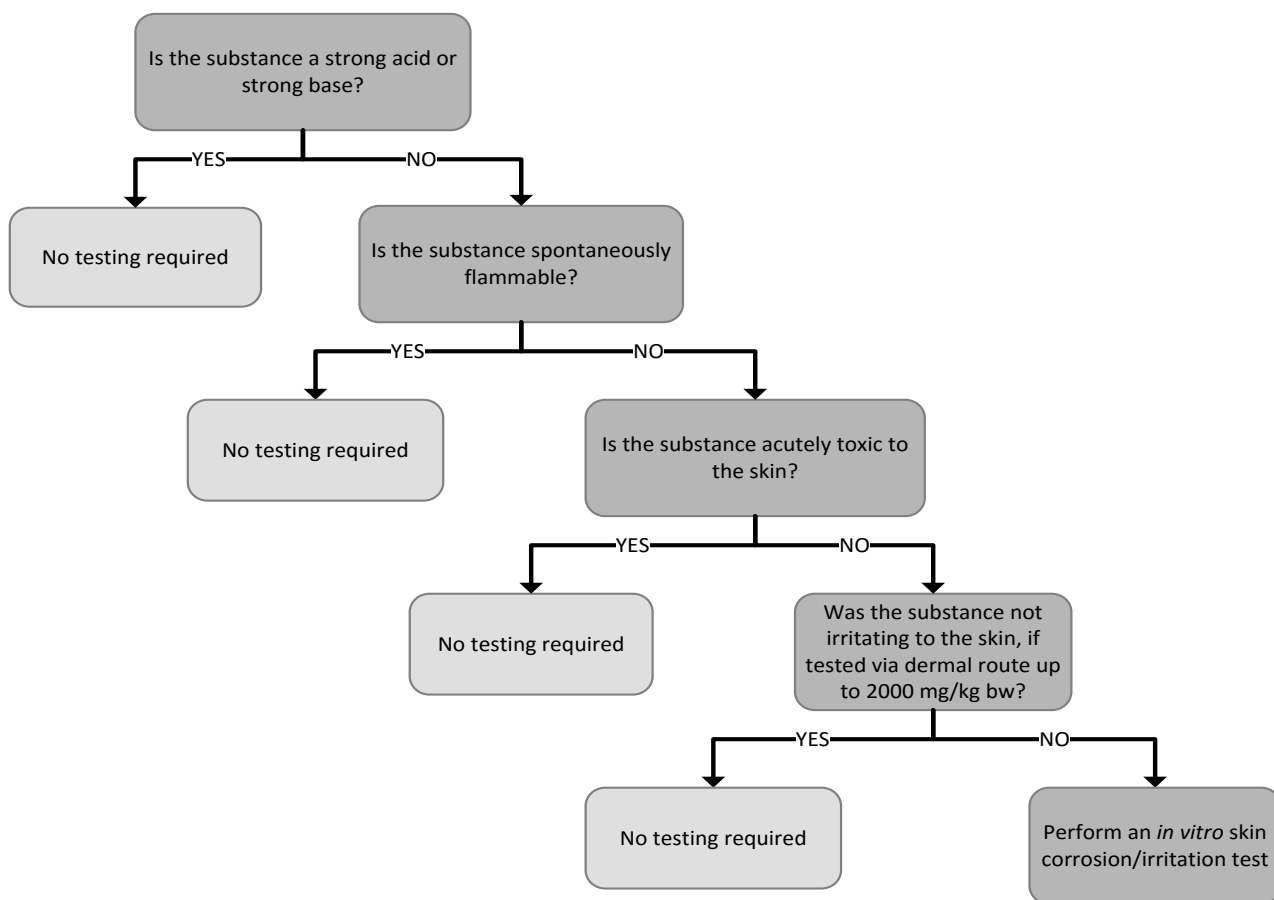 Is the substance a strong acid or
strong base?
YES
NO
No testing required
Is the substance spontaneously
flammable?
YES
NO
No testing required
Is the substance acutely toxic to
the skin?
YES
NO
No testing required
Was the substance not
irritating to the skin, if
tested via dermal route up
to 2000 mg/kg bw?
YES
NO
No testing required
Perform an in vitro skin
corrosion/irritation test